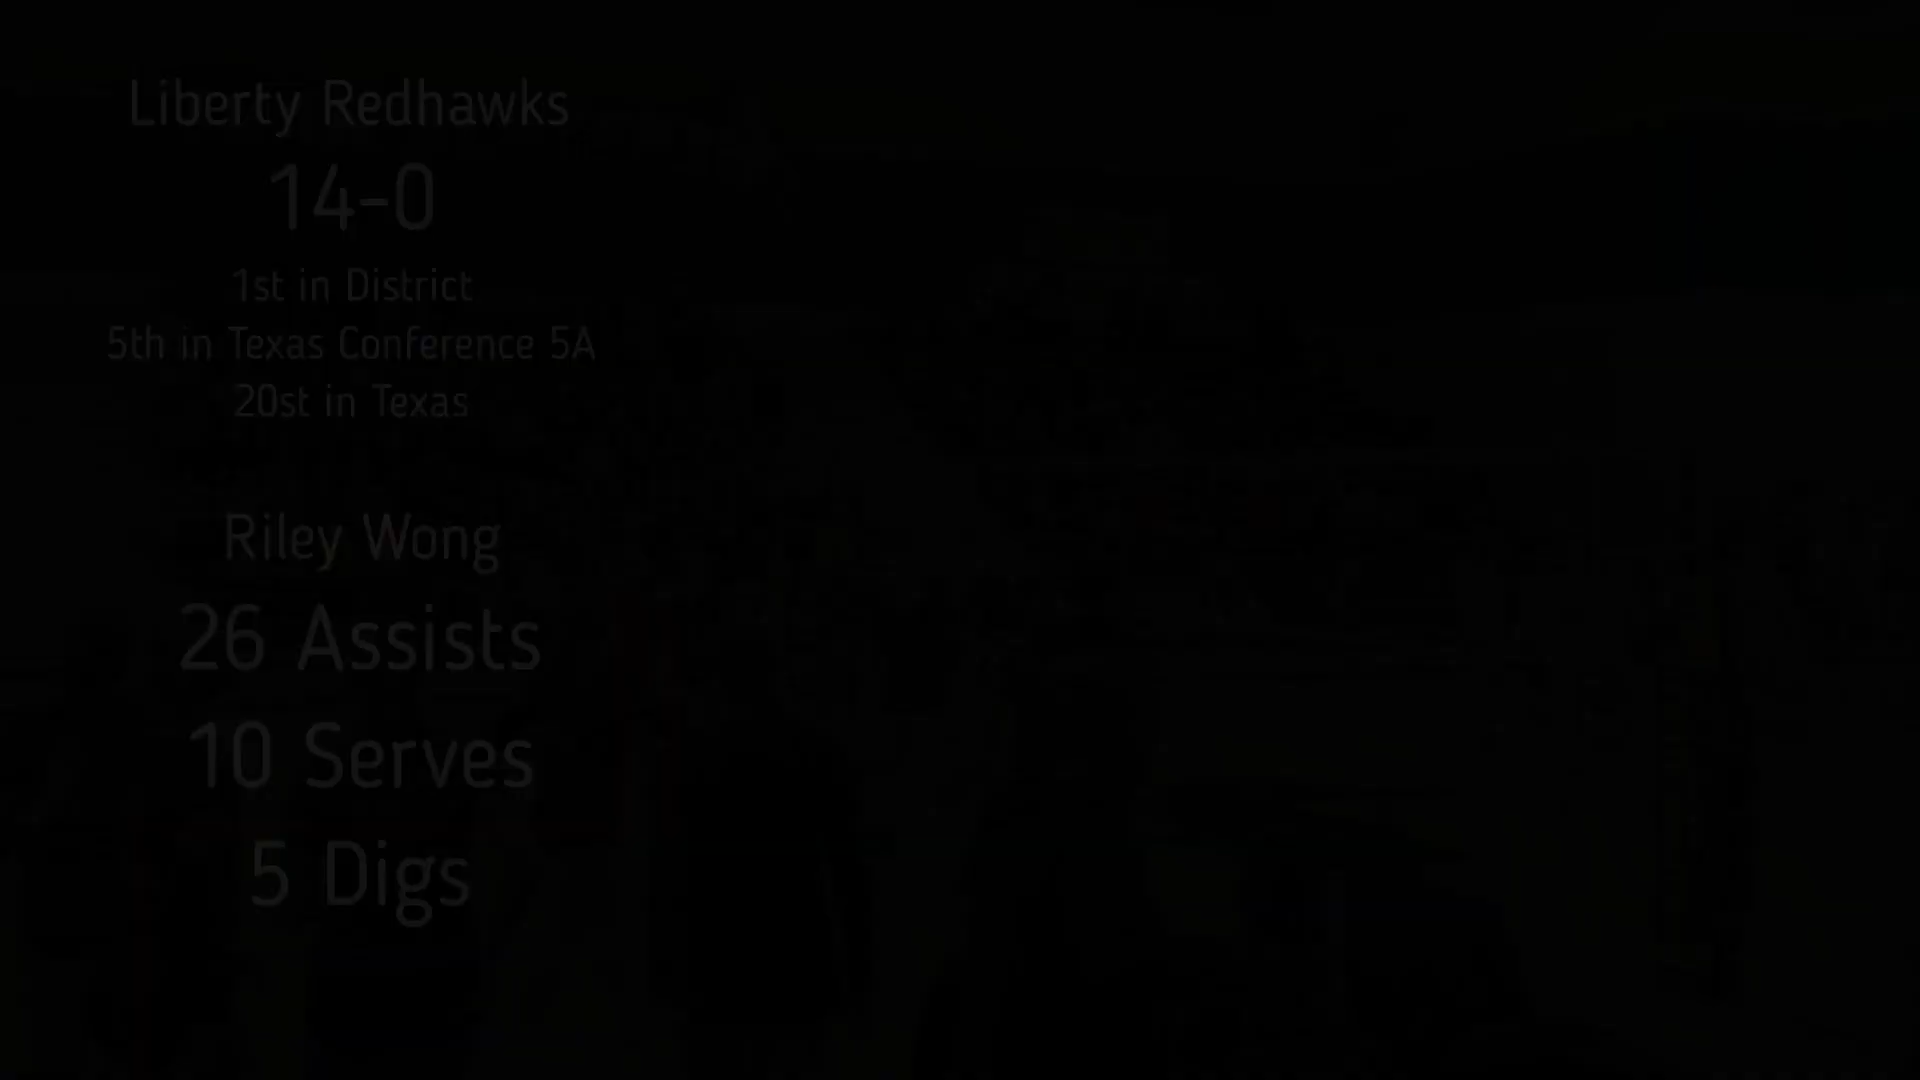 Liberty Redhawks
14-0
1st in District
5th in Texas Conference 5A
20st in Texas
Riley Wong
26 Assists
10 Serves
5 Digs